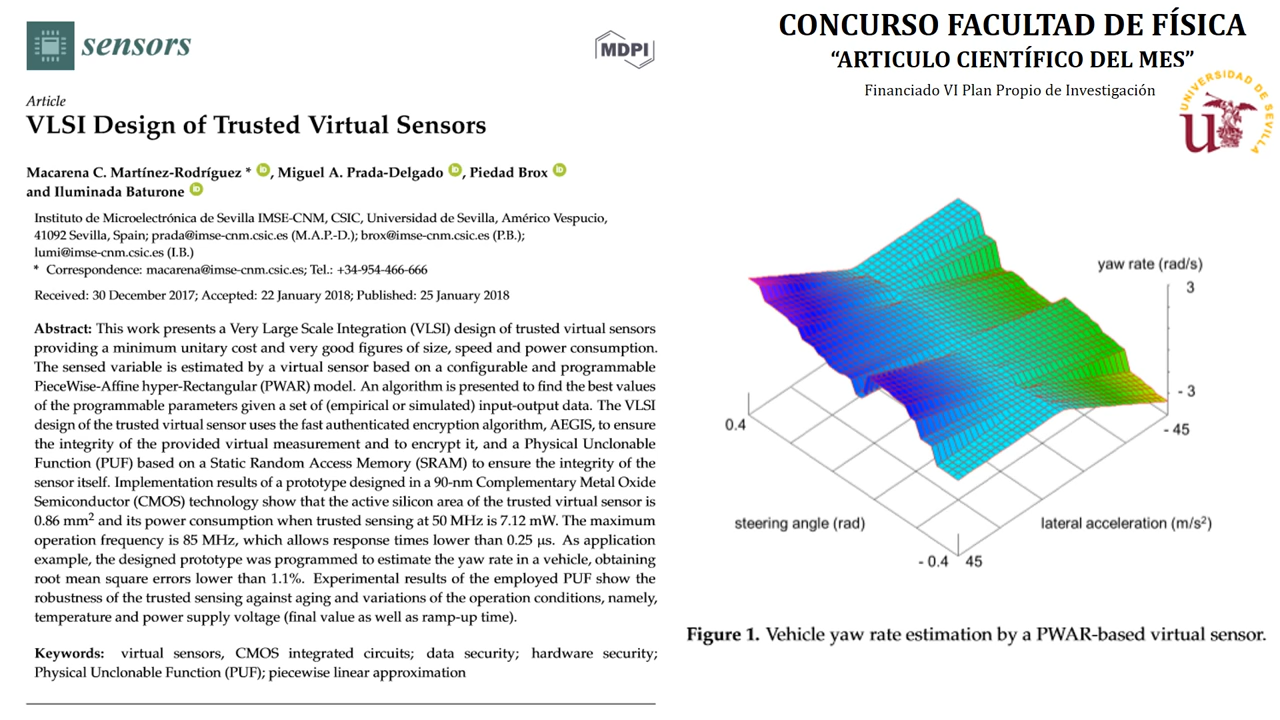 sensors
MDPI
Article
VLSI Design of Trusted Virtual Sensors
Macarena C. Martínez-Rodríguez * iD, Miguel A. Prada-Delgado iD, Piedad Brox iD
and Iluminada Baturone iD
Instituto de Microelectrónica de Sevilla IMSE-CNM, CSIC, Universidad de Sevilla, Américo Vespucio,
41092 Sevilla, Spain; prada@imse-cnm.csic.es (M.A.P.-D.); brox@imse-cnm.csic.es (P.B.);
lumi@imse-cnm.csic.es (I.B.)
* Correspondence: macarena@imse-cnm.csic.es; Tel.: +34-954-466-666
Received: 30 December 2017; Accepted: 22 January 2018; Published: 25 January 2018
Abstract: This work presents a Very Large Scale Integration (VLSI) design of trusted virtual sensors
providing a minimum unitary cost and very good figures of size, speed and power consumption.
The sensed variable is estimated by a virtual sensor based on a configurable and programmable
PieceWise-Affine hyper-Rectangular (PWAR) model. An algorithm is presented to find the best values
of the programmable parameters given a set of (empirical or simulated) input-output data. The VLSI
design of the trusted virtual sensor uses the fast authenticated encryption algorithm, AEGIS, to ensure
the integrity of the provided virtual measurement and to encrypt it, and a Physical Unclonable
Function (PUF) based on a Static Random Access Memory (SRAM) to ensure the integrity of the
sensor itself. Implementation results of a prototype designed in a 90-nm Complementary Metal Oxide
Semiconductor (CMOS) technology show that the active silicon area of the trusted virtual sensor is
0.86 mm² and its power consumption when trusted sensing at 50 MHz is 7.12 mW. The maximum
operation frequency is 85 MHz, which allows response times lower than 0.25 µs. As application
example, the designed prototype was programmed to estimate the yaw rate in a vehicle, obtaining
root mean square errors lower than 1.1%. Experimental results of the employed PUF show the
robustness of the trusted sensing against aging and variations of the operation conditions, namely,
temperature and power supply voltage (final value as well as ramp-up time).
Keywords: virtual sensors, CMOS integrated circuits; data security; hardware security;
Physical Unclonable Function (PUF); piecewise linear approximation
CONCURSO FACULTAD DE FÍSICA
“ARTICULO CIENTÍFICO DEL MES”
Financiado VI Plan Propio de Investigación
UNIVERSIDAD DE SEVILLA
yaw rate (rad/s)
3
- 3
- 45
0.4
steering angle (rad)
lateral acceleration (m/s²)
- 0.4
45
Figure 1. Vehicle yaw rate estimation by a PWAR-based virtual sensor.